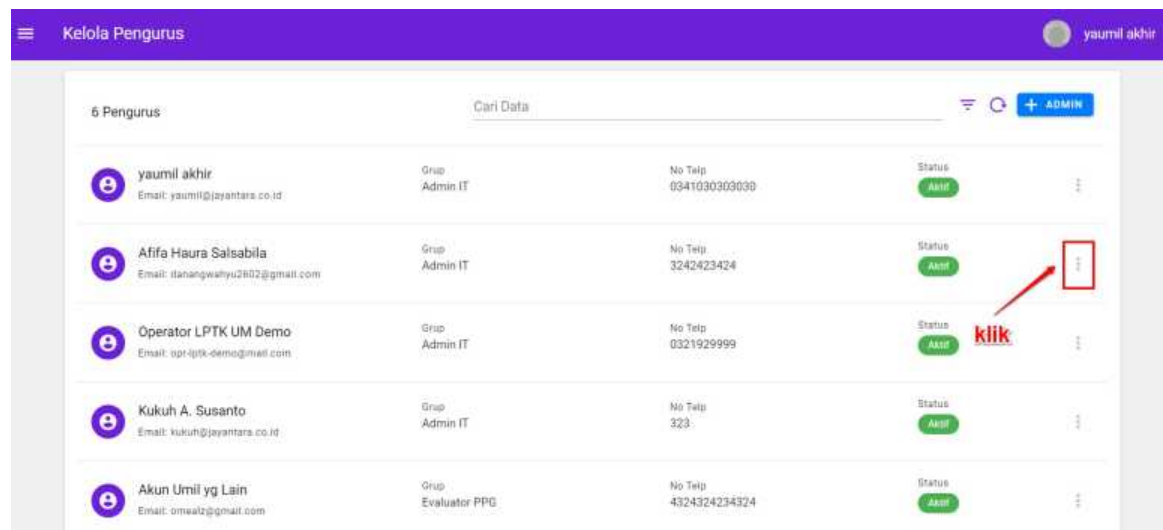 Kelola Pengurus
yaumil akhir
6 Pengurus
Cari Data
+ ADMIN
yaumil akhir
Email: yaumil@jayantara.co.id
Grup
Admin IT
No Telp
0341030303030
Status
Aktif
Afifa Haura Salsabila
Email: danangwahyu2602@gmail.com
Grup
Admin IT
No Telp
3242423424
Status
Aktif
klik
Operator LPTK UM Demo
Email: opr-lptk-demo@mail.com
Grup
Admin IT
No Telp
0321929999
Status
Aktif
Kukuh A. Susanto
Email: kukuh@jayantara.co.id
Grup
Admin IT
No Telp
323
Status
Aktif
Akun Umil yg Lain
Email: omealz@gmail.com
Grup
Evaluator PPG
No Telp
4324324234324
Status
Aktif